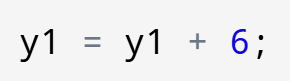 y1 = y1 + 6;